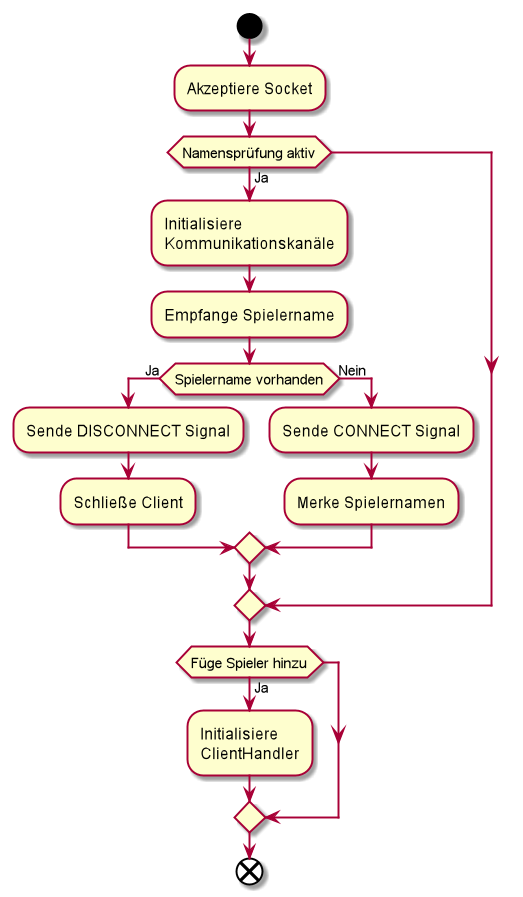 Akzeptiere Socket
Namensprüfung aktiv
Ja
Initialisiere
Kommunikationskanäle
Empfange Spielername
Ja
Spielername vorhanden
Nein
Sende DISCONNECT Signal
Sende CONNECT Signal
Schließe Client
Merke Spielernamen
Füge Spieler hinzu
Ja
Initialisiere
ClientHandler